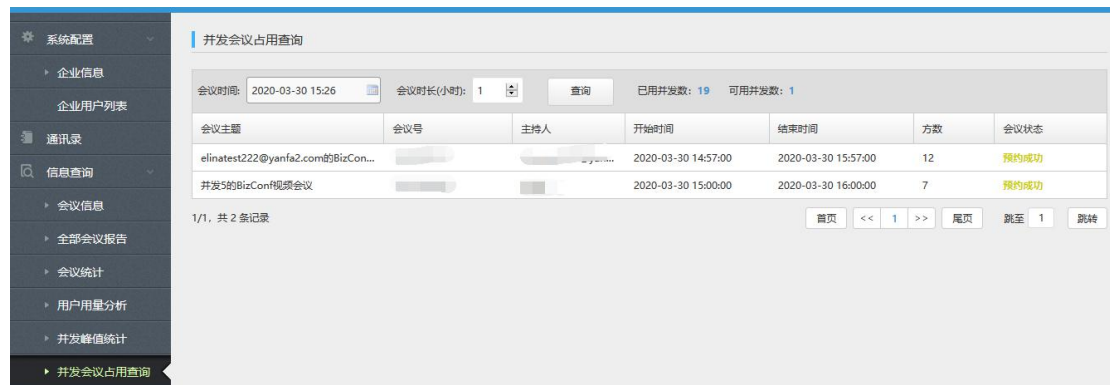 系统配置
企业信息
企业用户列表
通讯录
信息查询
会议信息
全部会议报告
会议统计
用户用量分析
并发峰值统计
并发会议占用查询
并发会议占用查询
会议时间: 2020-03-30 15:26 会议时长(小时): 1 查询 已用并发数: 19 可用并发数: 1
会议主题 会议号 主持人 开始时间 结束时间 方数 会议状态
elinatest222@yanfa2.com的BizCon... 2020-03-30 14:57:00 2020-03-30 15:57:00 12 预约成功
并发5的BizConf视频会议 2020-03-30 15:00:00 2020-03-30 16:00:00 7 预约成功
1/1，共 2 条记录 首页 << 1 >> 尾页 跳至 1 跳转